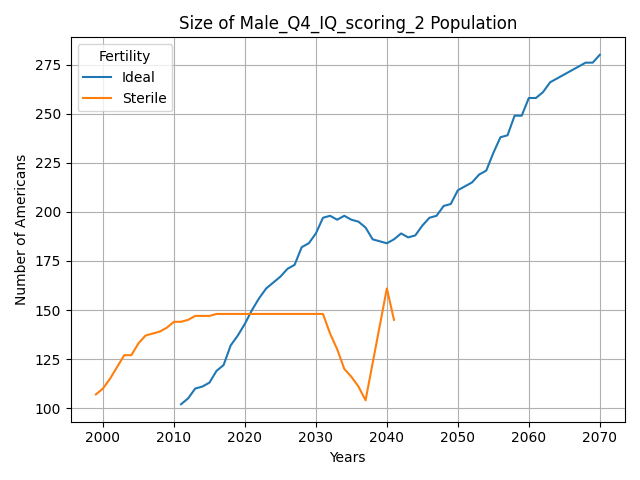 Size of Male_Q4_IQ_scoring_2 Population
Fertility
Ideal
Sterile
Number of Americans
275
250
225
200
175
150
125
100
2000 2010 2020 2030 2040 2050 2060 2070
Years